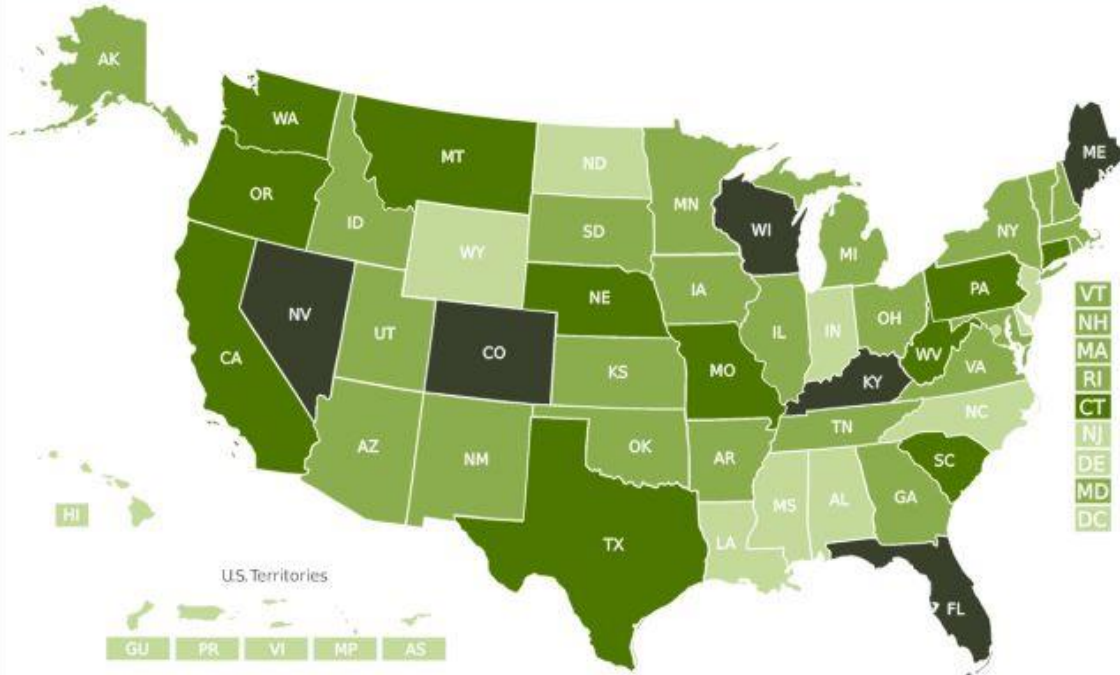 AK
WA
MT
ND
ME
OR
MN
ID
SD
WI
NY
WY
MI
NE
IA
PA
NV
UT
CO
IL
IN
OH
CA
KS
MO
WV
VA
KY
NC
AZ
NM
OK
AR
TN
SC
MS
AL
GA
TX
LA
FL
HI
VT
NH
MA
RI
CT
NJ
DE
MD
DC
U.S. Territories
GU
PR
VI
MP
AS